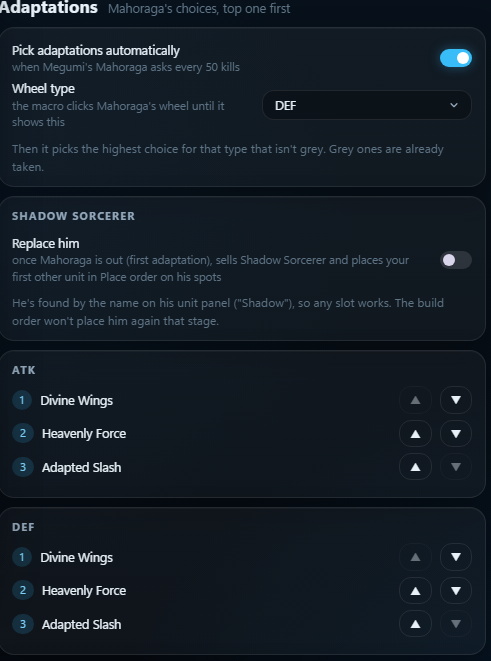 Adaptations Mahoraga's choices, top one first
Pick adaptations automatically
when Megumi's Mahoraga asks every 50 kills
Wheel type
the macro clicks Mahoraga's wheel until it
shows this
DEF
Then it picks the highest choice for that type that isn't grey. Grey ones are already
taken.
SHADOW SORCERER
Replace him
once Mahoraga is out (first adaptation), sells Shadow Sorcerer and places your
first other unit in Place order on his spots
He's found by the name on his unit panel ("Shadow"), so any slot works. The build
order won't place him again that stage.
ATK
1 Divine Wings
2 Heavenly Force
3 Adapted Slash
DEF
1 Divine Wings
2 Heavenly Force
3 Adapted Slash